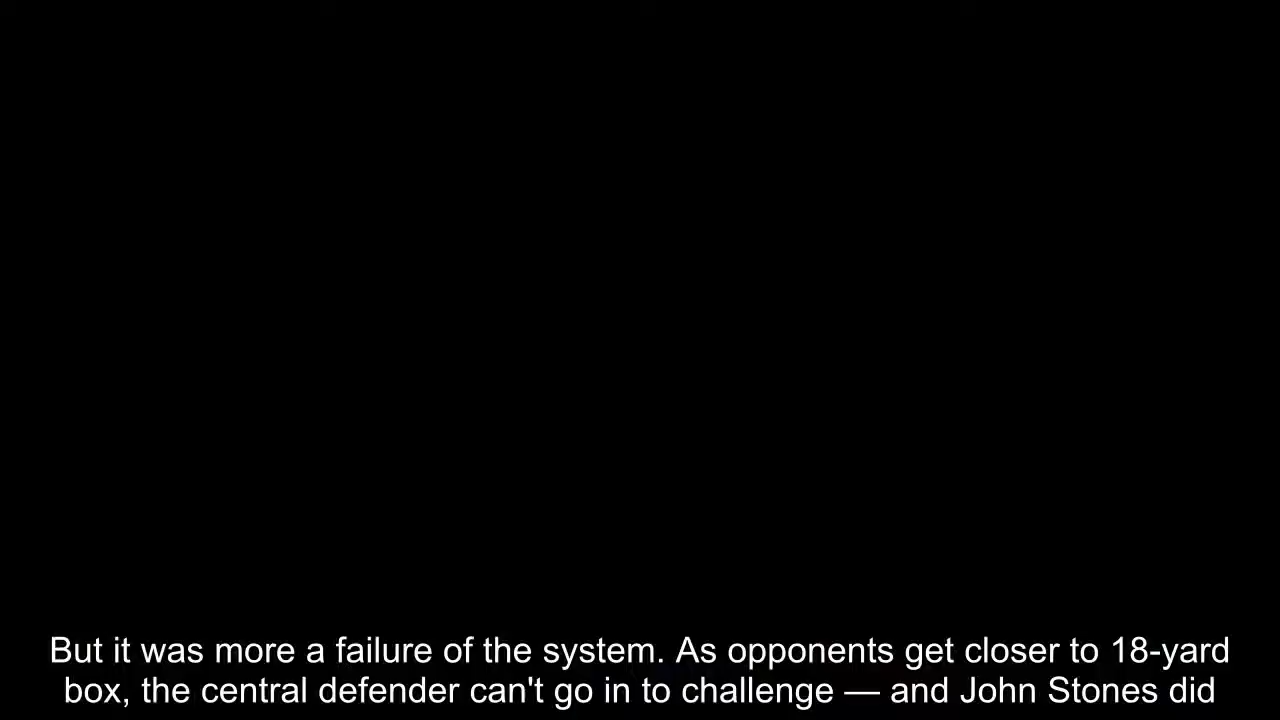 But it was more a failure of the system. As opponents get closer to 18-yard
box, the central defender can't go in to challenge — and John Stones did